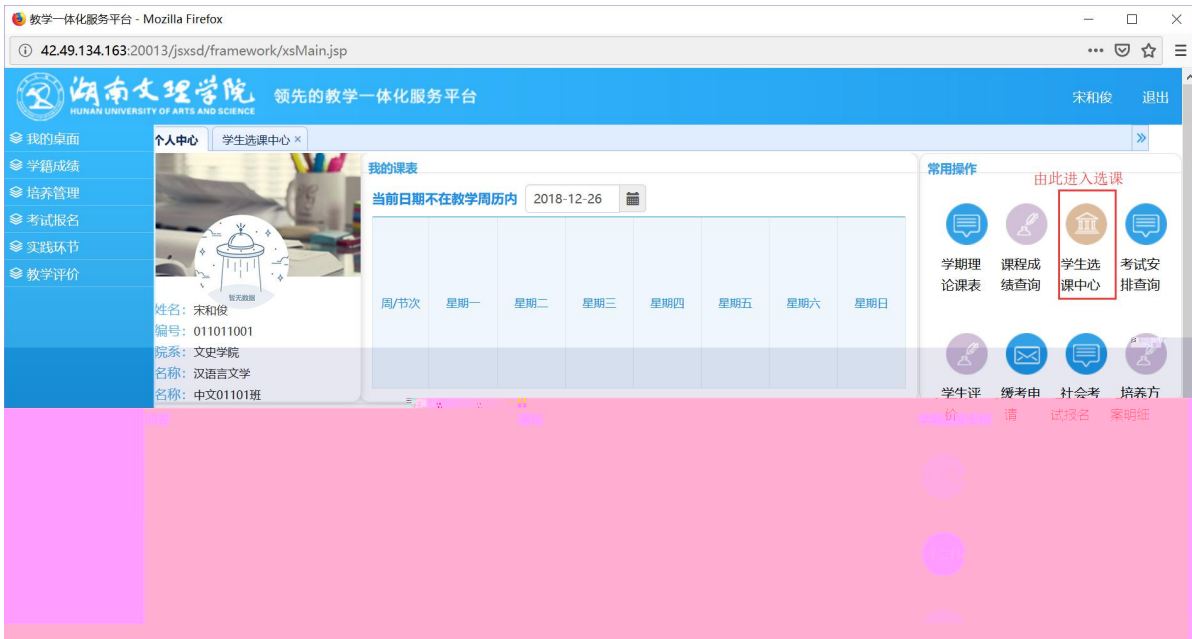 教学一体化服务平台 - Mozilla Firefox
42.49.134.163:20013/jsxsd/framework/xsMain.jsp
湖南文理学院
HUNAN UNIVERSITY OF ARTS AND SCIENCE
领先的教学一体化服务平台
宋和俊 退出
我的桌面
学籍成绩
培养管理
考试报名
实践环节
教学评价
个人中心 学生选课中心
暂无数据
姓名：宋和俊
编号：011011001
院系：文史学院
名称：汉语言文学
名称：中文01101班
我的课表
当前日期不在教学周历内 2018-12-26
周/节次 星期一 星期二 星期三 星期四 星期五 星期六 星期日
常用操作
由此进入选课
学期理论课表
课程成绩查询
学生选课中心
考试安排查询
学生评价
缓考申请
社会考试报名
培养方案明细